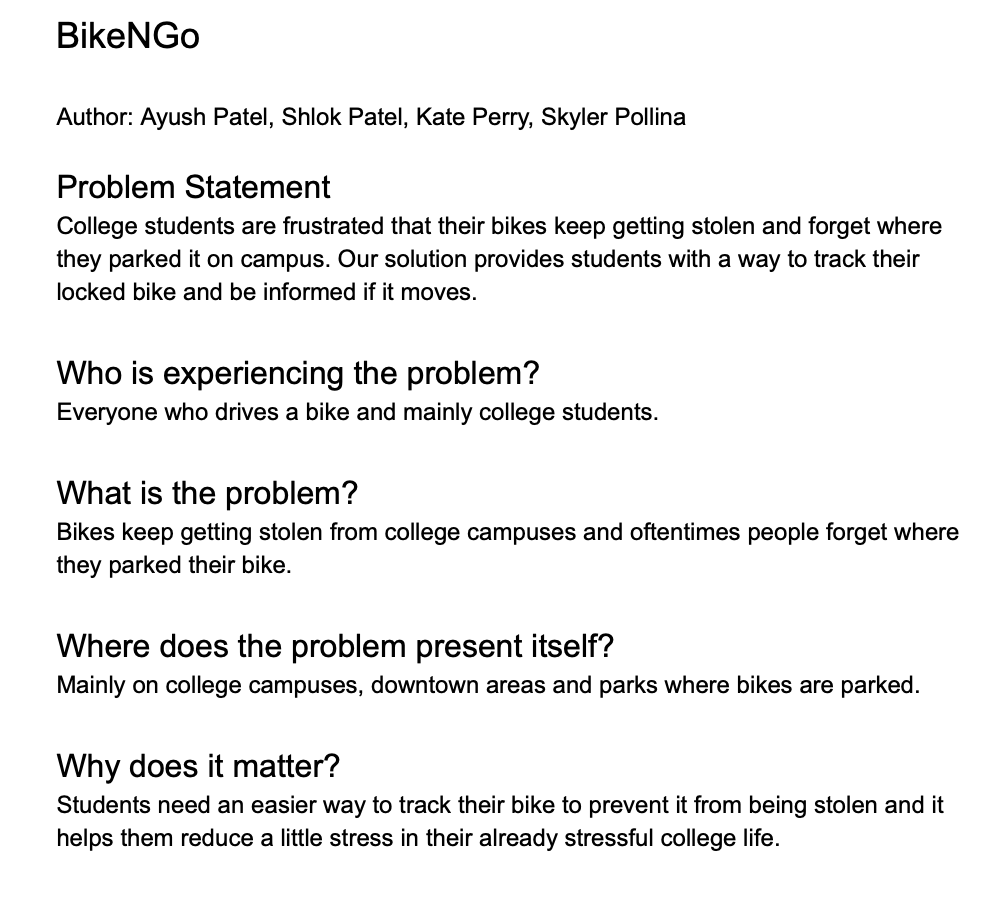 BikeNGo
Author: Ayush Patel, Shlok Patel, Kate Perry, Skyler Pollina
Problem Statement
College students are frustrated that their bikes keep getting stolen and forget where
they parked it on campus. Our solution provides students with a way to track their
locked bike and be informed if it moves.
Who is experiencing the problem?
Everyone who drives a bike and mainly college students.
What is the problem?
Bikes keep getting stolen from college campuses and oftentimes people forget where
they parked their bike.
Where does the problem present itself?
Mainly on college campuses, downtown areas and parks where bikes are parked.
Why does it matter?
Students need an easier way to track their bike to prevent it from being stolen and it
helps them reduce a little stress in their already stressful college life.